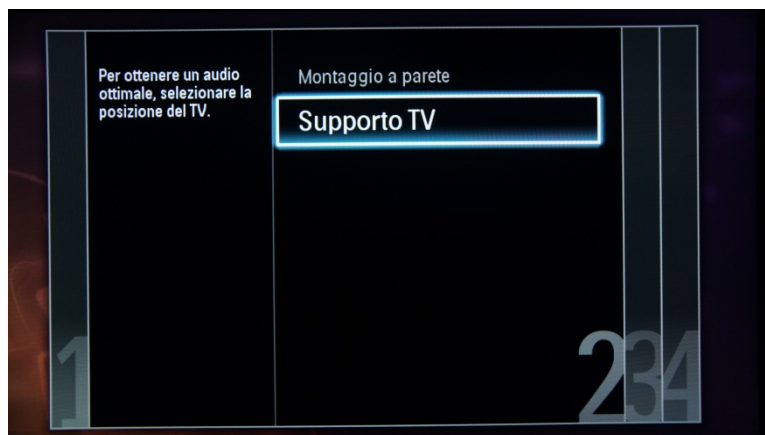 Per ottenere un audio
ottimale, selezionare la
posizione del TV.
Montaggio a parete
Supporto TV
1
2
3
4